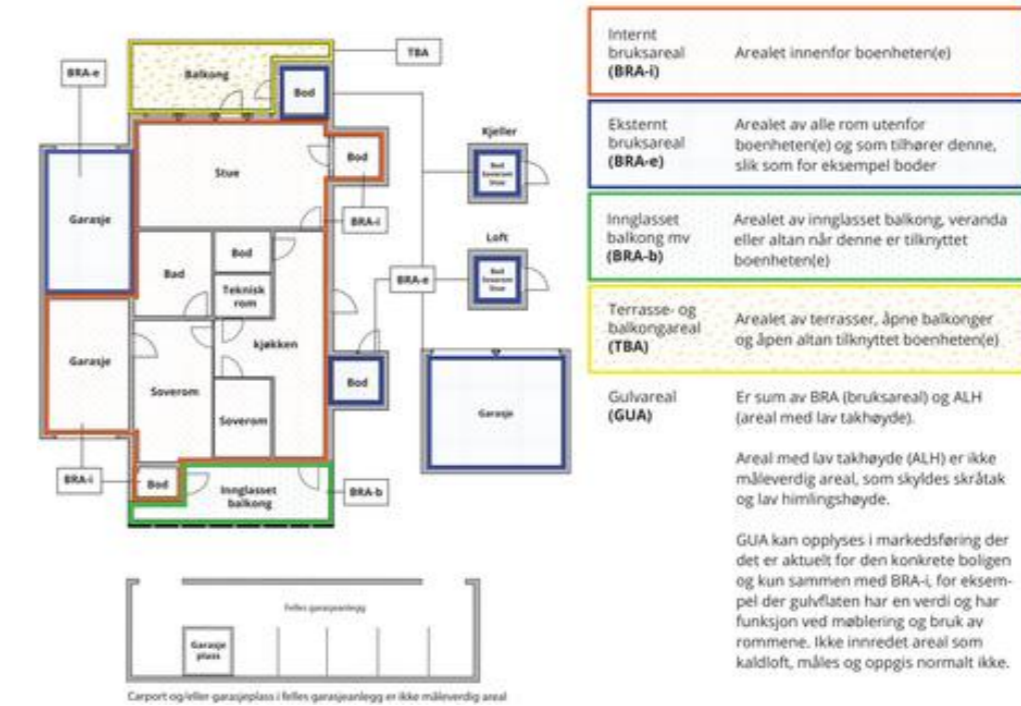 TBA
BRA-e
Balkong
Bod
Kjeller
Bod
Soverom
Stue
Bod
Stue
BRA-i
Garasje
Loft
Bod
Bad
Bod
Soverom
Stue
BRA-e
Teknisk
rom
kjøkken
Garasje
Soverom
Bod
Garasje
Soverom
BRA-i
Bod
Innglasset
balkong
BRA-b
Felles garasjeanlegg
Garasje
plass
Carport og/eller garasjeplass i felles garasjeanlegg er ikke måleverdig areal
Internt
bruksareal
(BRA-i)
Arealet innenfor boenheten(e)
Eksternt
bruksareal
(BRA-e)
Arealet av alle rom utenfor
boenheten(e) og som tilhører denne,
slik som for eksempel boder
Innglasset
balkong mv
(BRA-b)
Arealet av innglasset balkong, veranda
eller altan når denne er tilknyttet
boenheten(e)
Terrasse- og
balkongareal
(TBA)
Arealet av terrasser, åpne balkonger
og åpen altan tilknyttet boenheten(e)
Gulvareal
(GUA)
Er sum av BRA (bruksareal) og ALH
(areal med lav takhøyde).
Areal med lav takhøyde (ALH) er ikke
måleverdig areal, som skyldes skråtak
og lav himlingshøyde.
GUA kan opplyses i markedsføring der
det er aktuelt for den konkrete boligen
og kun sammen med BRA-i, for eksem-
pel der gulvflaten har en verdi og har
funksjon ved møblering og bruk av
rommene. Ikke innredet areal som
kaldloft, måles og oppgis normalt ikke.